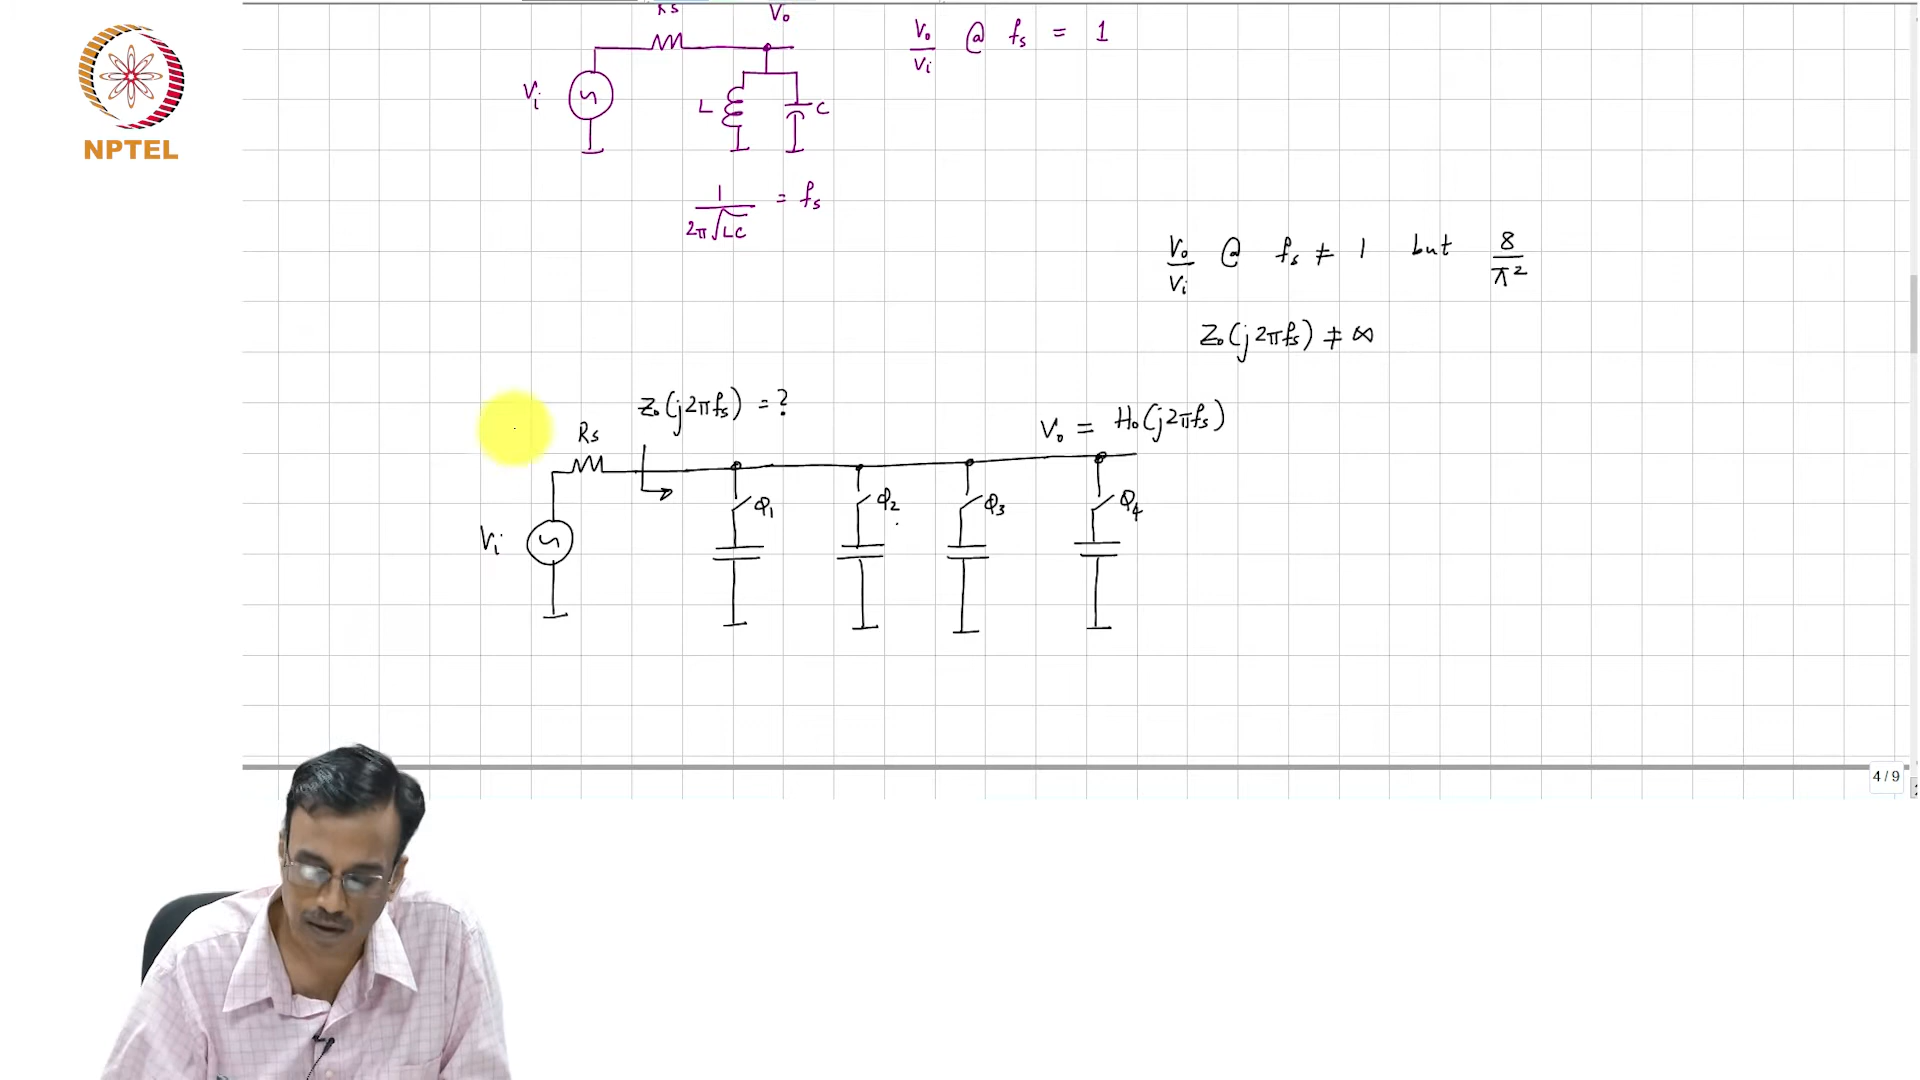 NPTEL
Rs
Vo
Vo/Vi @ fs = 1
Vi
L
C
1/2π√LC = fs
Vo/Vi @ fs ≠ 1 but 8/π²
Zo(j2πfs) ≠ ∞
Zo(j2πfs) = ?
Vo = Ho(j2πfs)
Rs
Vi
Φ1
Φ2
Φ3
Φ4
4 / 9